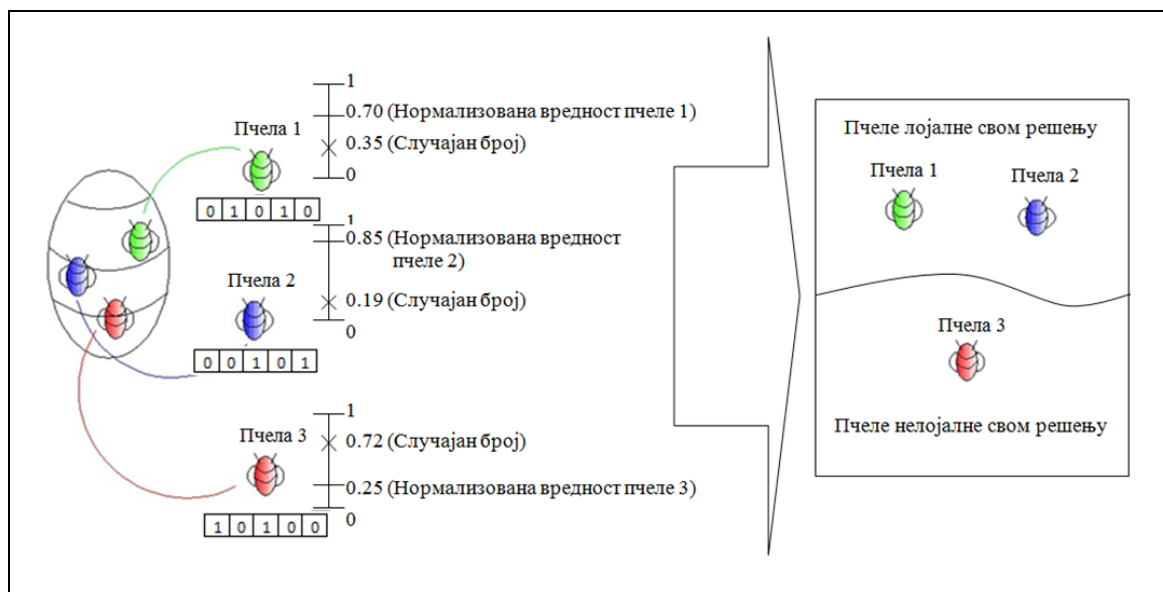 1
0.70 (Нормализована вредност пчеле 1)
Пчела 1
0.35 (Случајан број)
0
0 1 0 1 0
1
0.85 (Нормализована вредност
пчеле 2)
Пчела 2
0.19 (Случајан број)
0
0 0 1 0 1
1
Пчела 3
0.72 (Случајан број)
0.25 (Нормализована вредност пчеле 3)
0
1 0 1 0 0
Пчеле лојалне свом решењу
Пчела 1
Пчела 2
Пчела 3
Пчеле нелојалне свом решењу